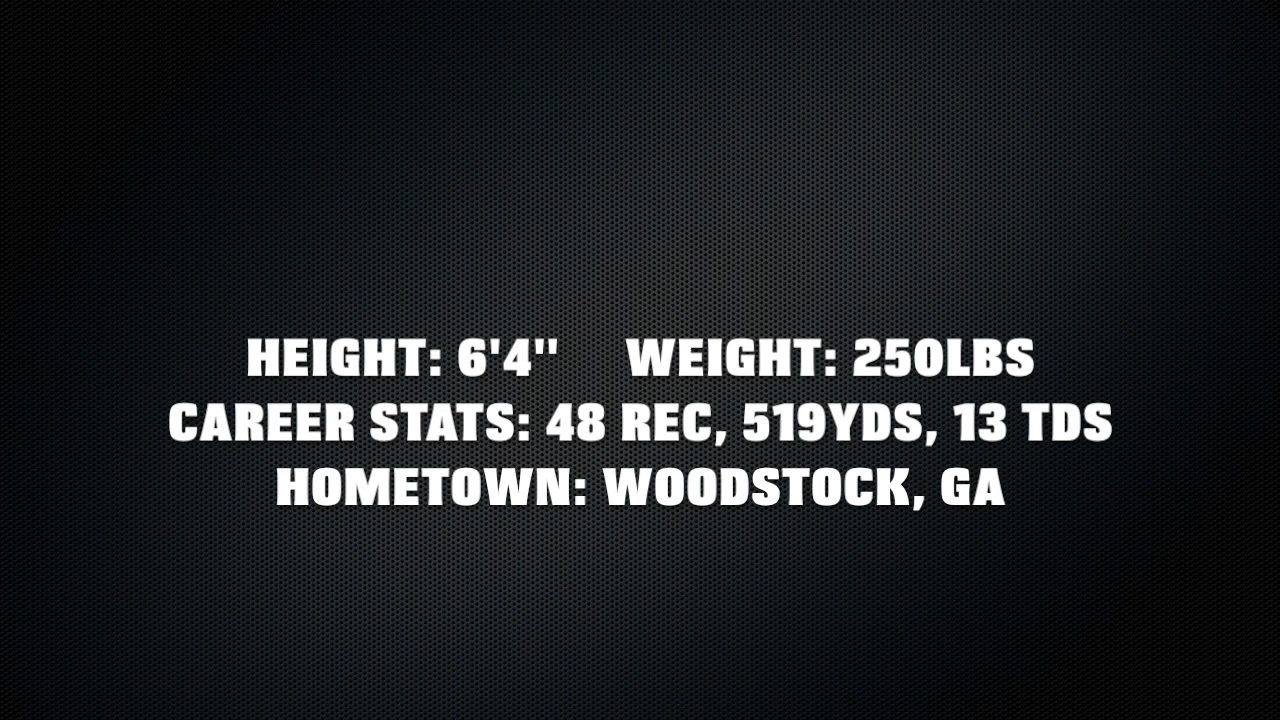 HEIGHT: 6'4" WEIGHT: 250LBS
CAREER STATS: 48 REC, 519YDS, 13 TDS
HOMETOWN: WOODSTOCK, GA